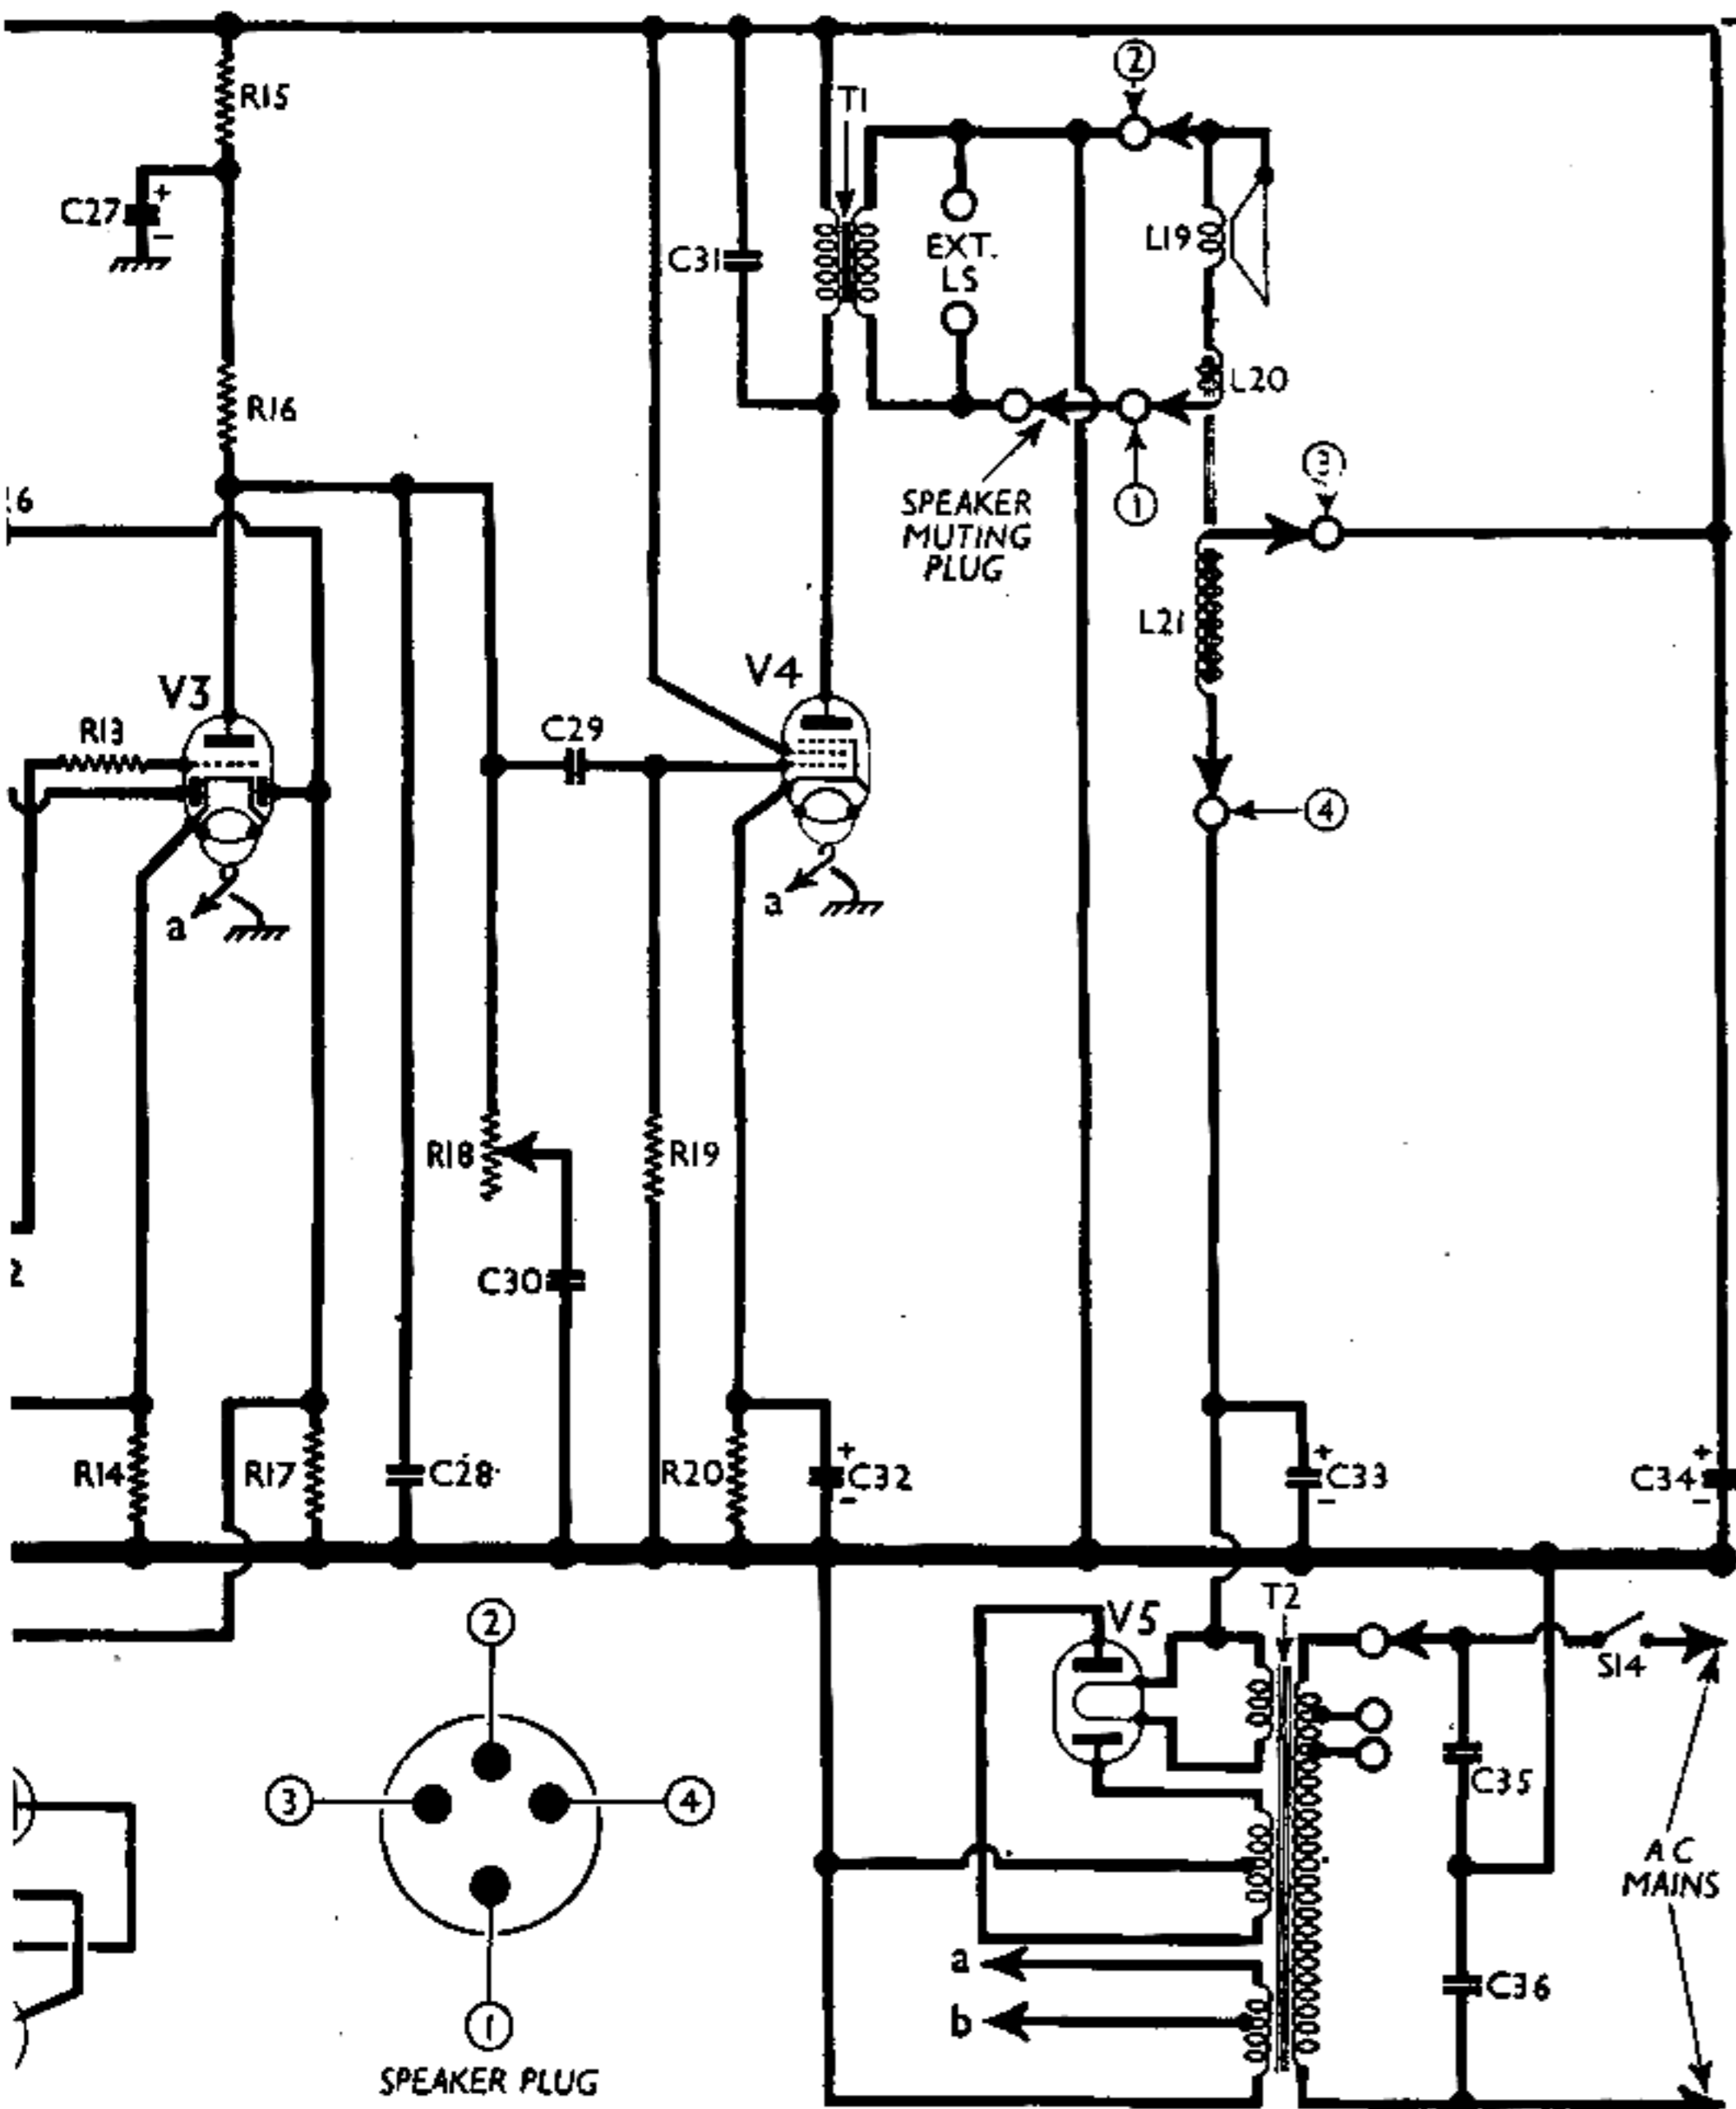 2
R15
T1
+
C27
-
C31
EXT.
LS
L19
L20
R16
3
16
SPEAKER
MUTING
PLUG
1
L21
V3
V4
R13
C29
4
a
a
R18
R19
2
C30
R14
R17
C28
R20
+
C32
-
+
C33
-
+
C34
-
2
V5
T2
S14
3
4
C35
AC
MAINS
a
b
C36
1
SPEAKER PLUG